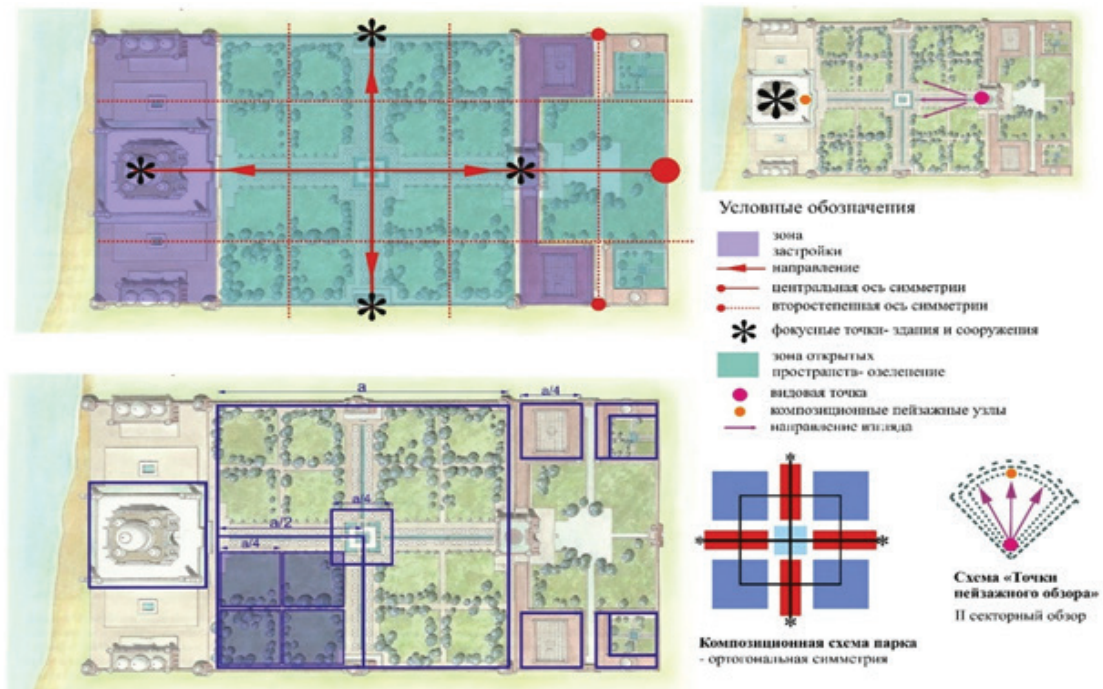 Условные обозначения
зона
застройки
направление
центральная ось симметрии
второстепенная ось симметрии
фокусные точки- здания и сооружения
зона открытых
пространств- озеленение
видовая точка
композиционные пейзажные узлы
направление взгляда
a
a/4
a/4
a/2
a/4
Композиционная схема парка
- ортогональная симметрия
Схема «Точки
пейзажного обзора»
II секторный обзор